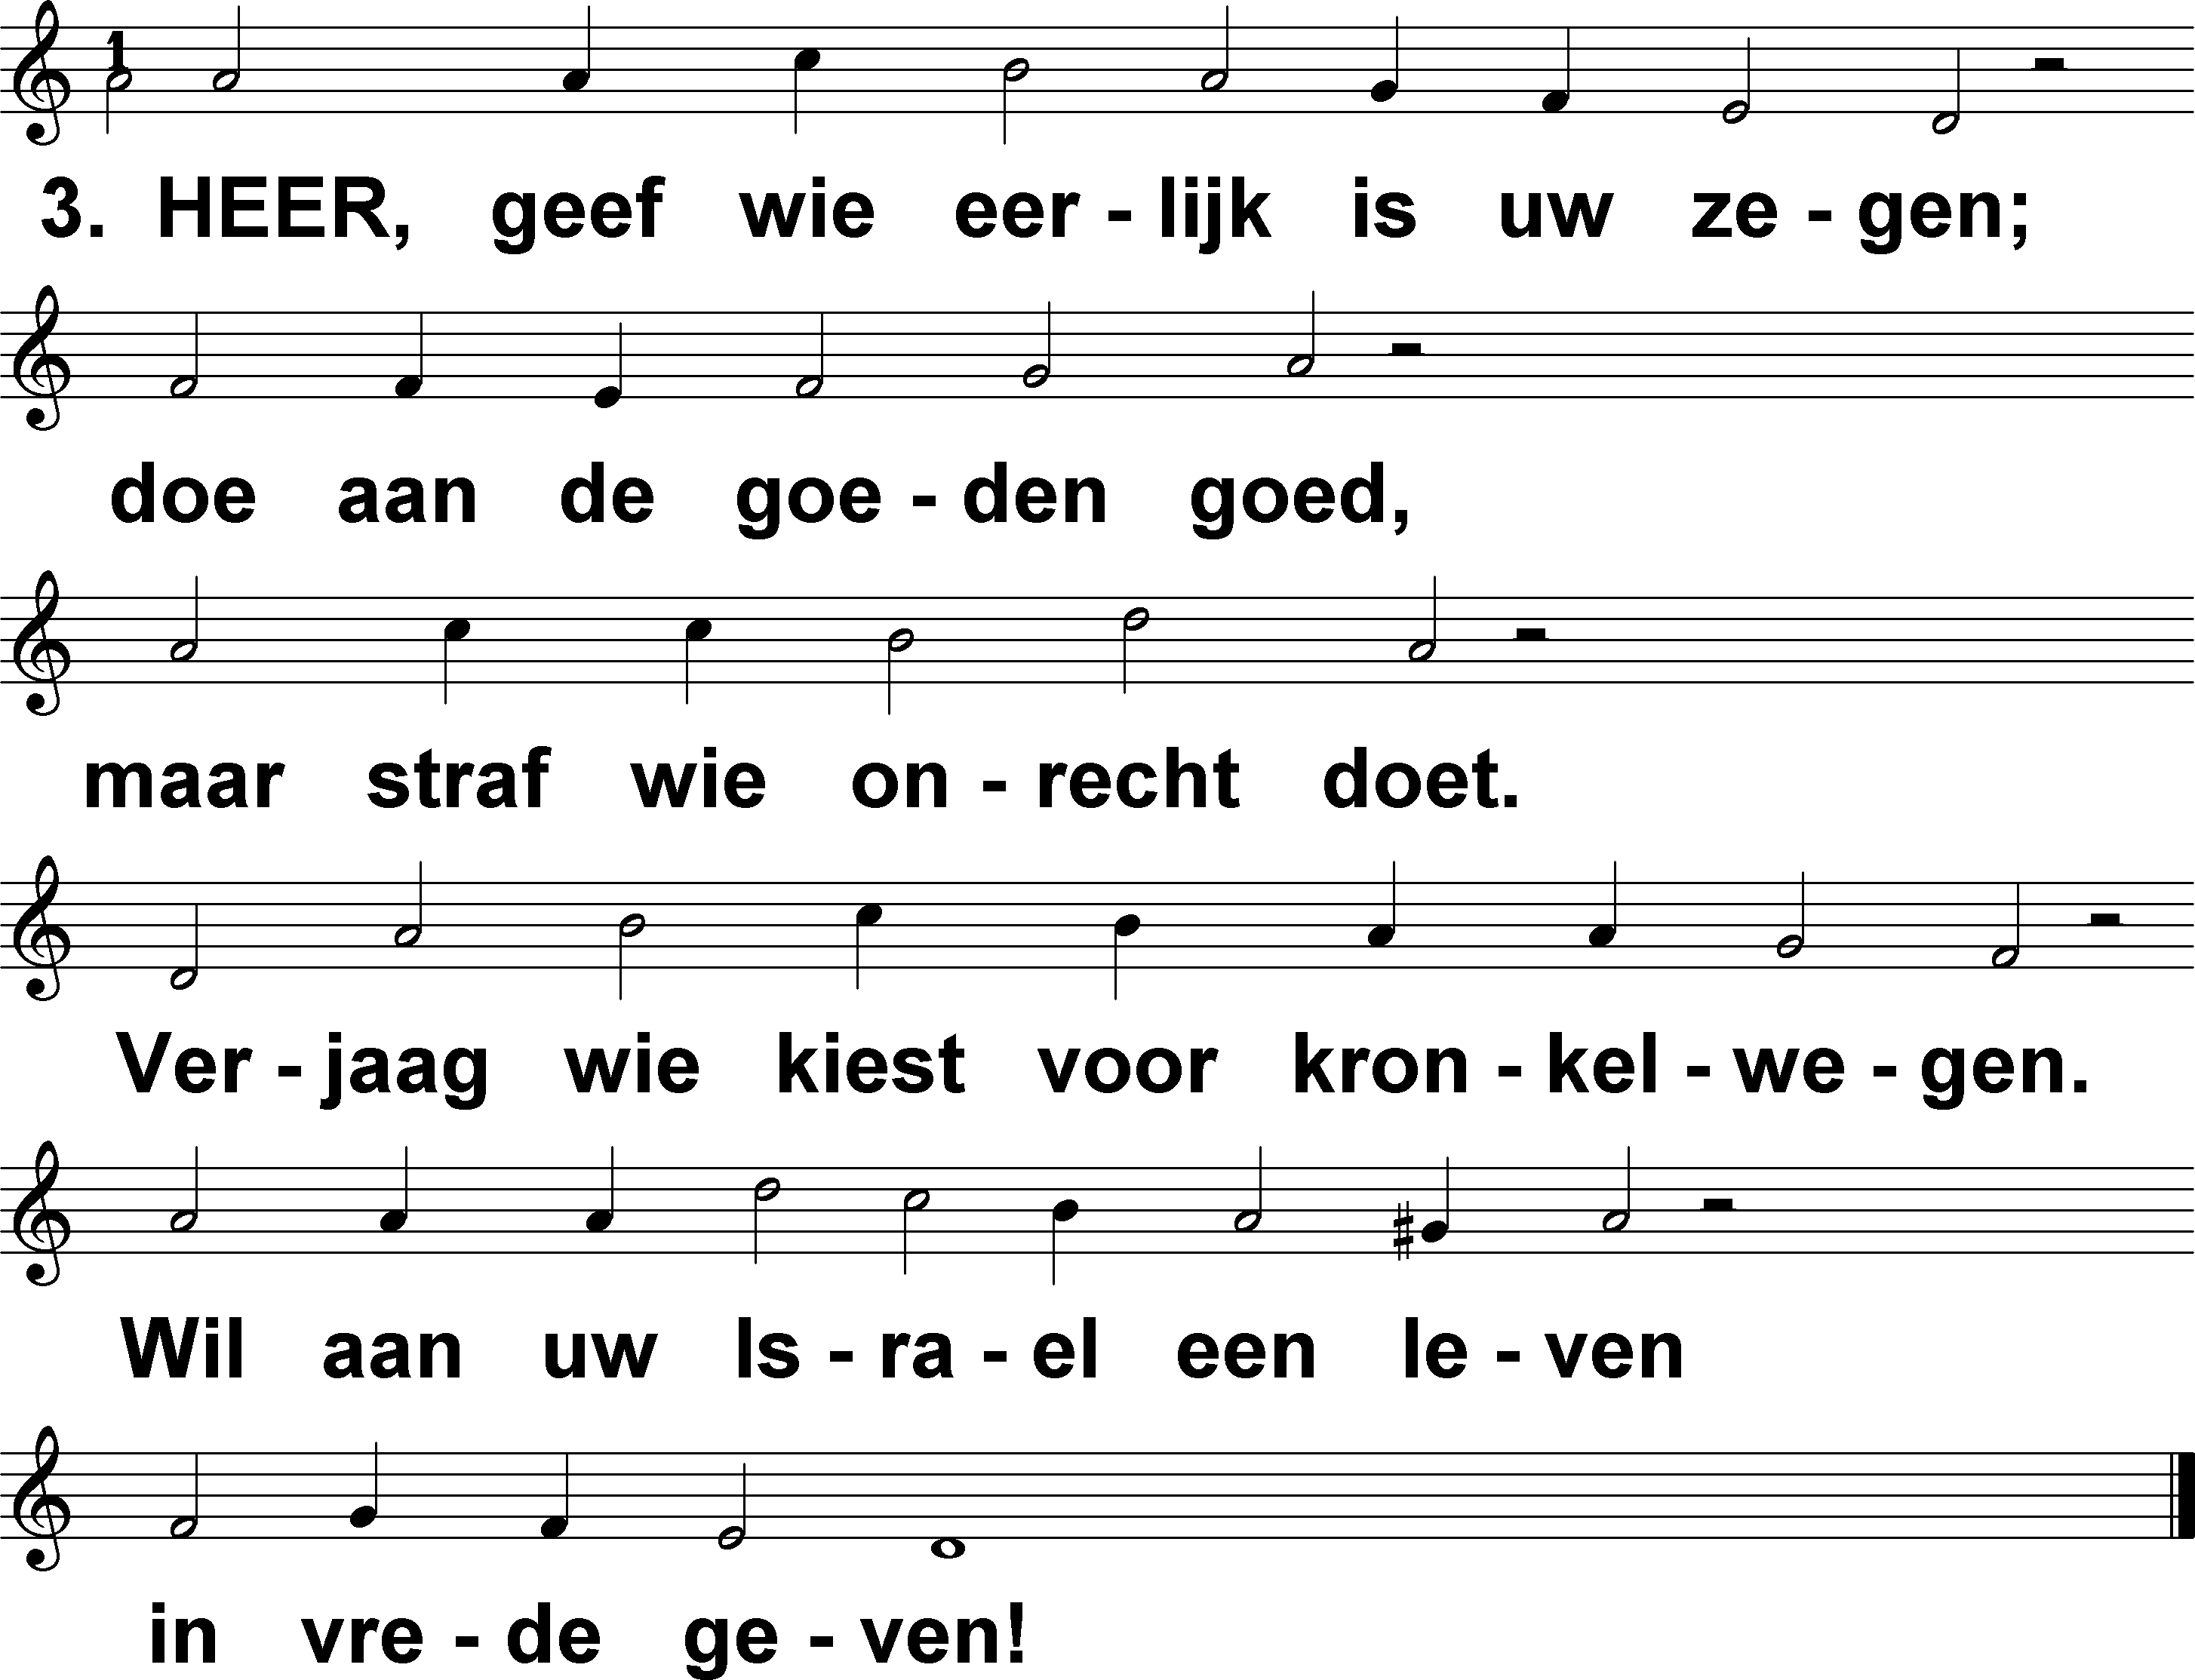 1
3. HEER, geef wie eer - lijk is uw ze - gen;
doe aan de goe - den goed,
maar straf wie on - recht doet.
Ver - jaag wie kiest voor kron - kel - we - gen.
Wil aan uw Is - ra - el een le - ven
in vre - de ge - ven!